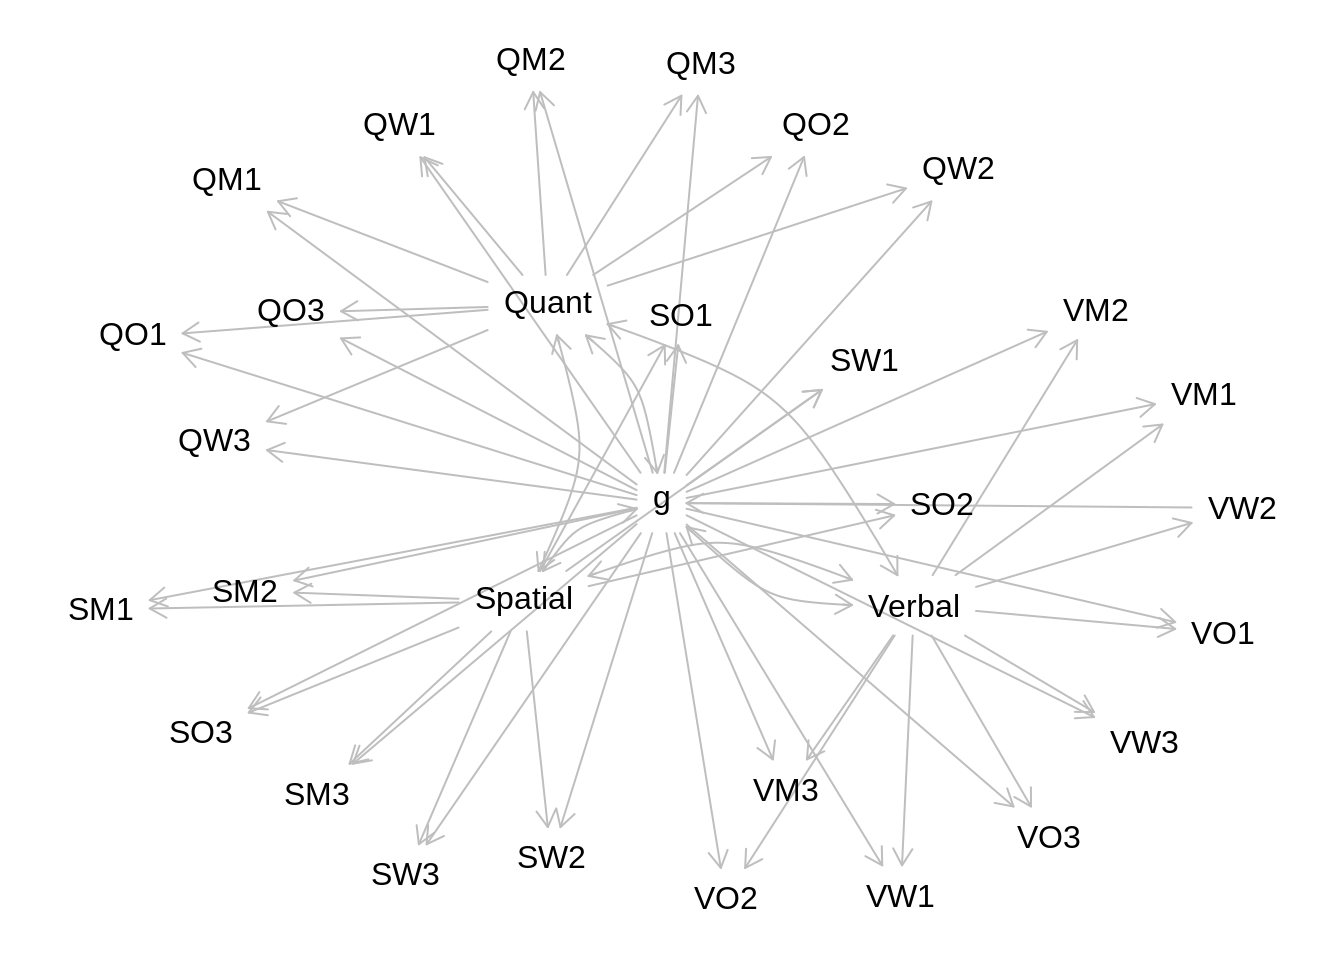 QM2
QM3
QW1
QO2
QW2
QM1
Quant
QO3
SO1
VM2
QO1
SW1
VM1
QW3
g
SO2
VW2
SM2
Spatial
SM1
Verbal
VO1
SO3
VW3
SM3
VM3
VO3
SW2
SW3
VO2
VW1